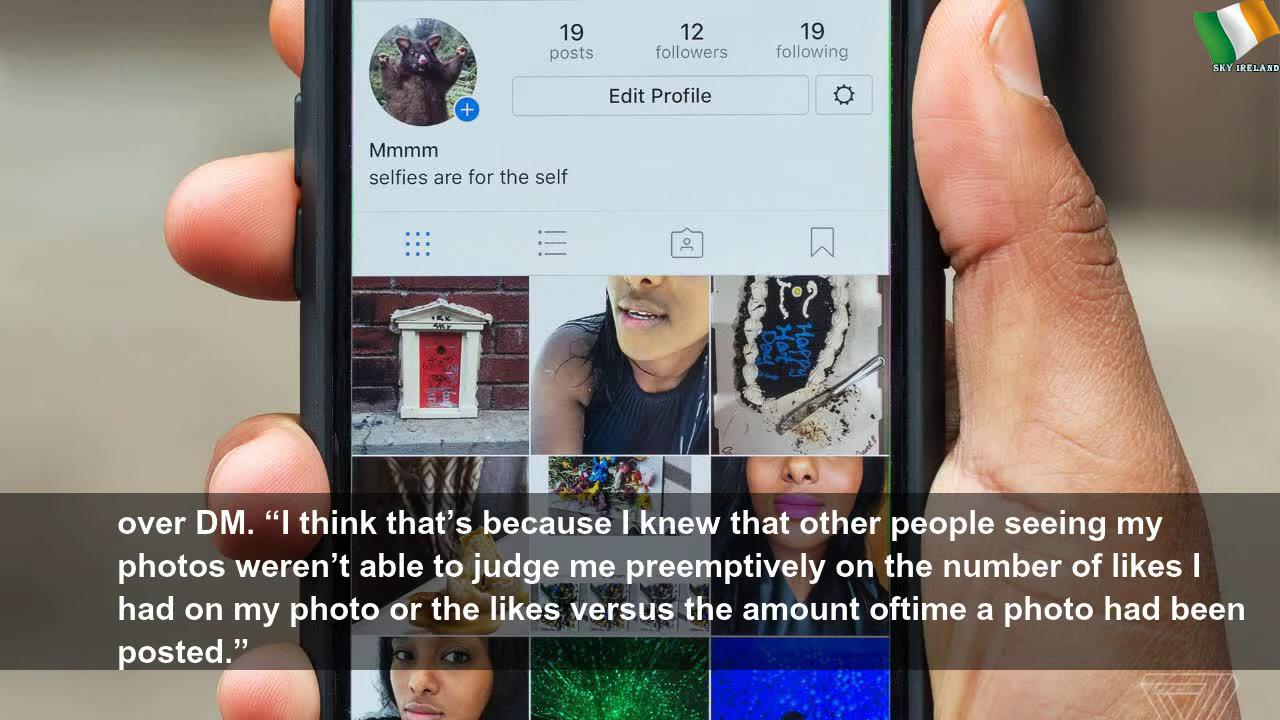 19
12
19
posts
followers
following
SKY IRELAND
Edit Profile
Mmmm
selfies are for the self
Happy
over DM. “I think that’s because I knew that other people seeing my
photos weren’t able to judge me preemptively on the number of likes I
had on my photo or the likes versus the amount oftime a photo had been
posted.”